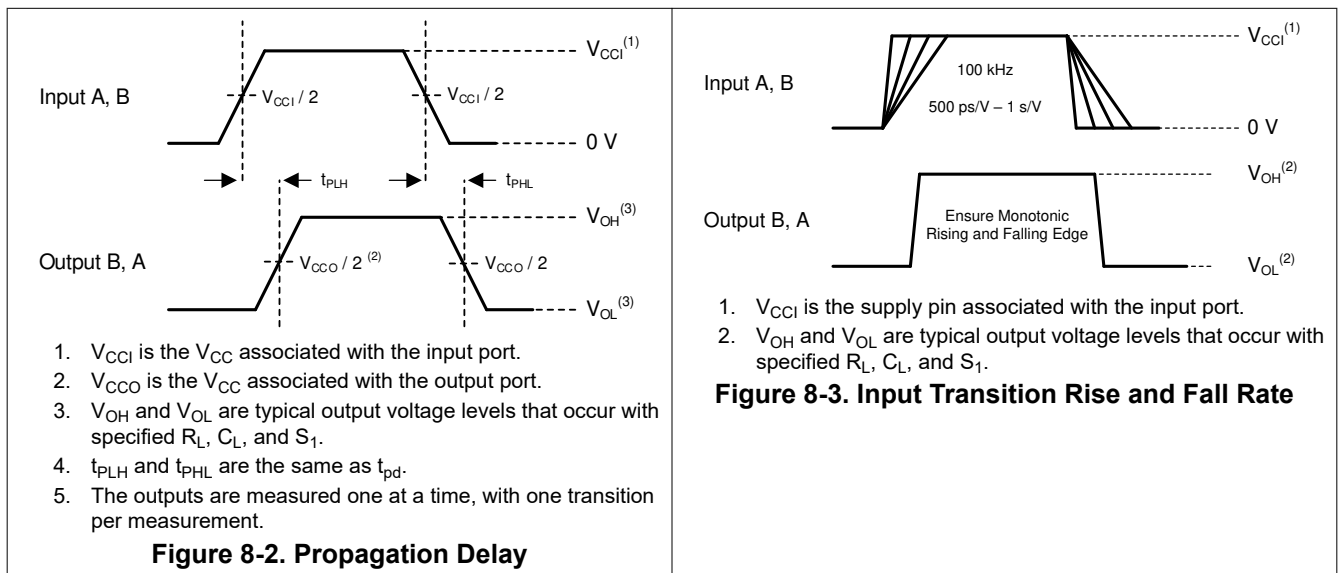 V_CCI^(1)
Input A, B
V_CCI / 2
V_CCI / 2
0 V
t_PLH
t_PHL
V_OH^(3)
Output B, A
V_CCO / 2 ^(2)
V_CCO / 2
V_OL^(3)
1. V_CCI is the V_CC associated with the input port.
2. V_CCO is the V_CC associated with the output port.
3. V_OH and V_OL are typical output voltage levels that occur with
specified R_L, C_L, and S_1.
4. t_PLH and t_PHL are the same as t_pd.
5. The outputs are measured one at a time, with one transition
per measurement.
Figure 8-2. Propagation Delay
V_CCI^(1)
Input A, B
100 kHz
500 ps/V – 1 s/V
0 V
V_OH^(2)
Output B, A
Ensure Monotonic
Rising and Falling Edge
V_OL^(2)
1. V_CCI is the supply pin associated with the input port.
2. V_OH and V_OL are typical output voltage levels that occur with
specified R_L, C_L, and S_1.
Figure 8-3. Input Transition Rise and Fall Rate